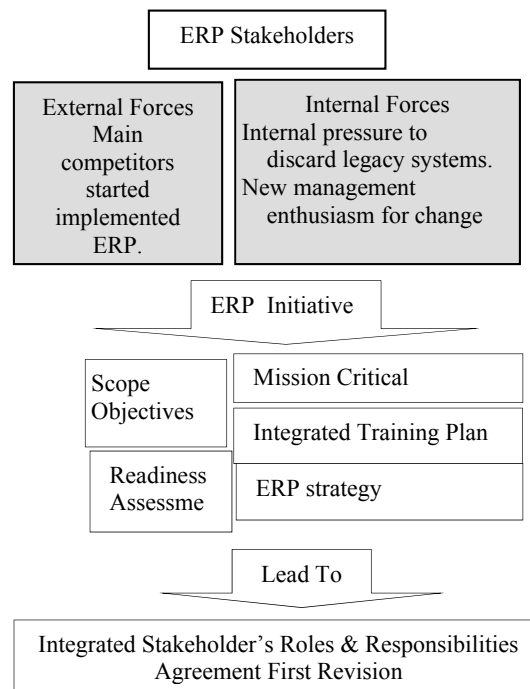 ERP Stakeholders
External Forces
Main
competitors
started
implemented
ERP.
Internal Forces
Internal pressure to
discard legacy systems.
New management
enthusiasm for change
ERP Initiative
Scope
Objectives
Mission Critical
Integrated Training Plan
Readiness
Assessme
ERP strategy
Lead To
Integrated Stakeholder’s Roles & Responsibilities
Agreement First Revision